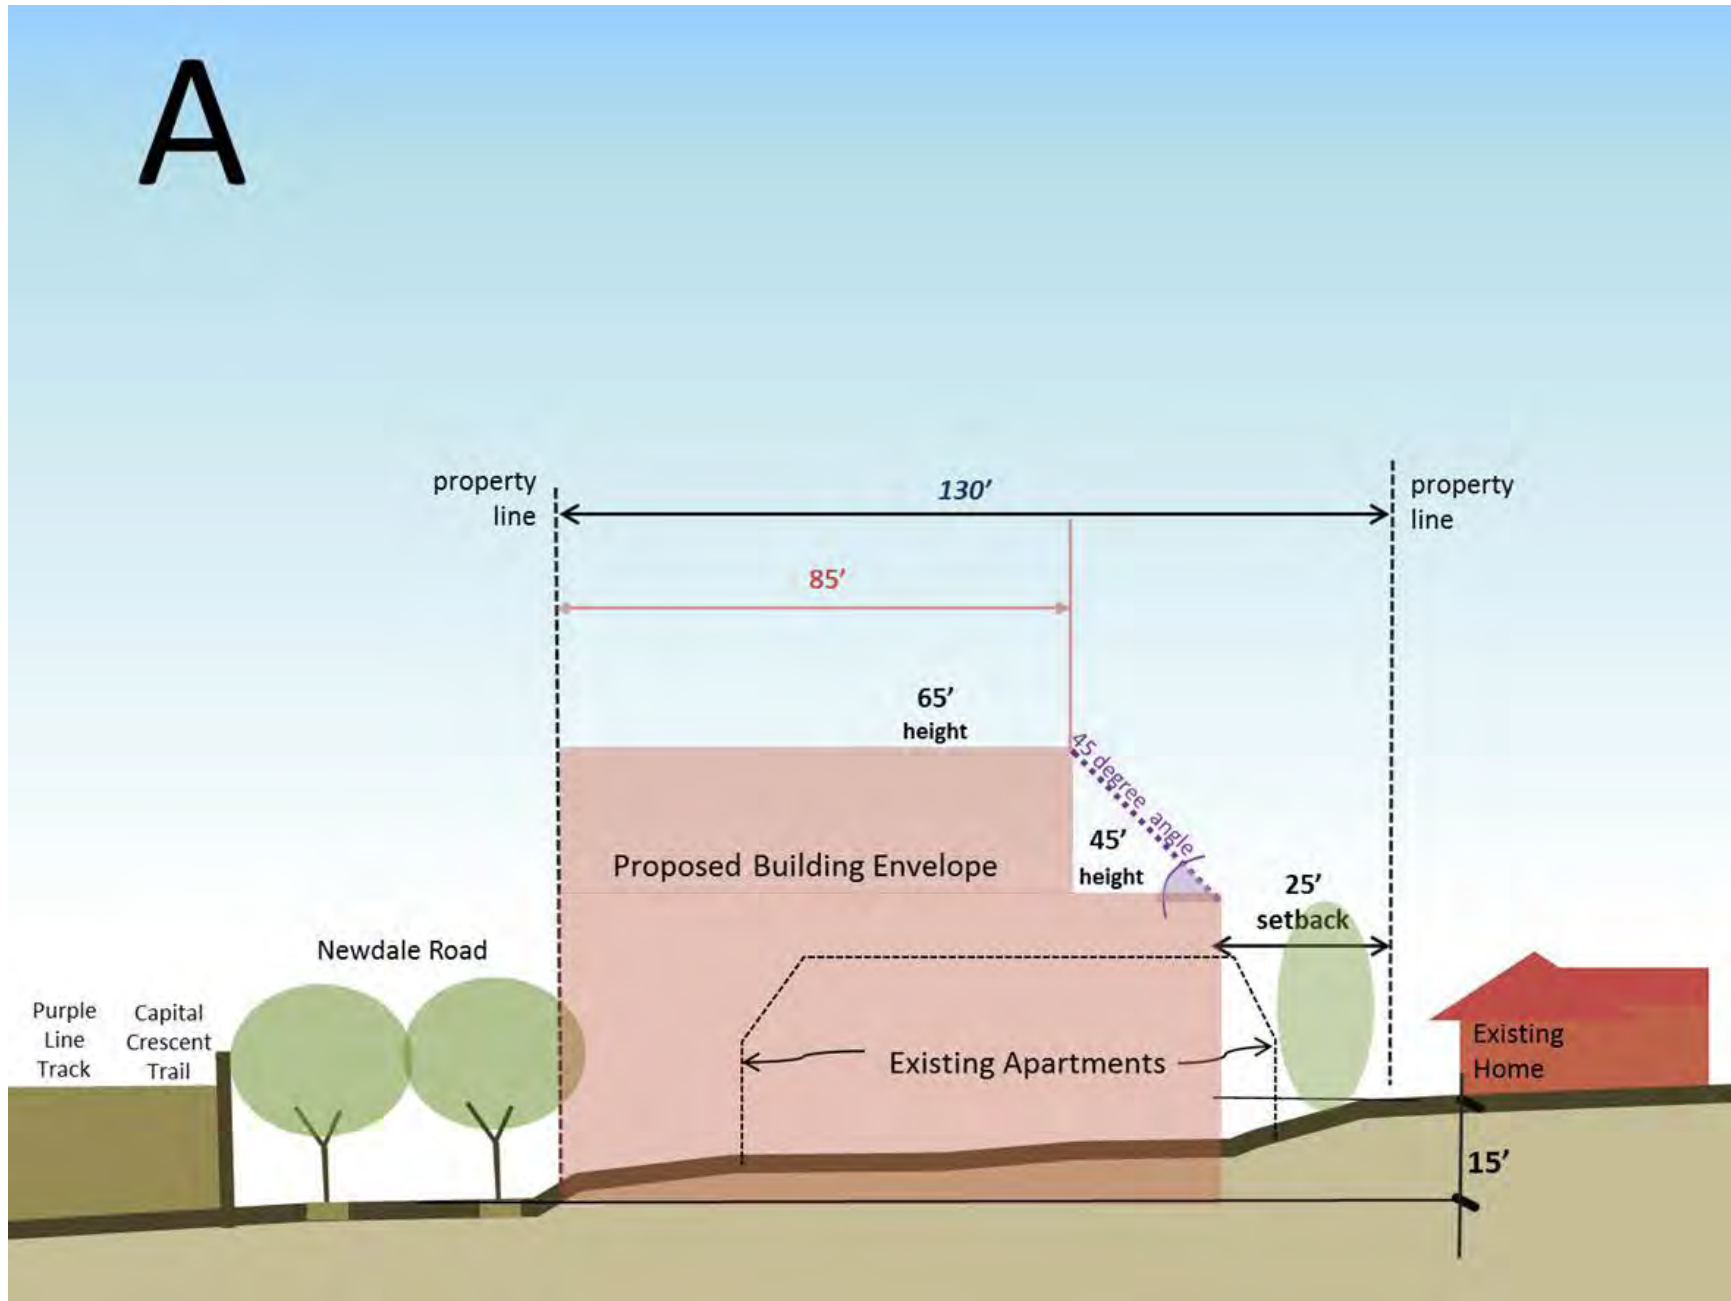 A
property
line
130’
property
line
85’
65’
height
45 degree angle
45’
height
Proposed Building Envelope
25’
setback
Newdale Road
Purple
Line
Track
Capital
Crescent
Trail
Existing Apartments
Existing
Home
15’